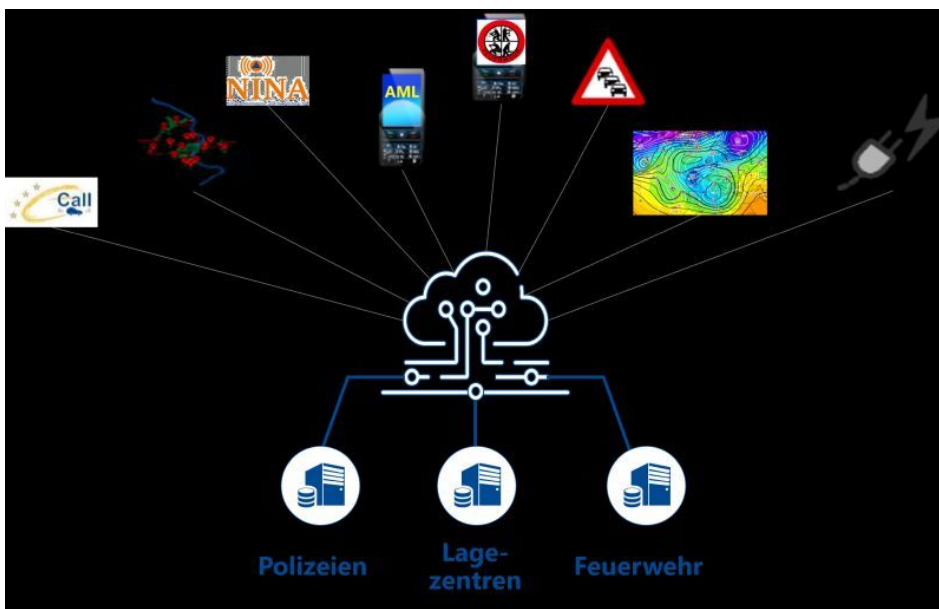 NINA
AML
Call
Polizeien
Lage-
zentren
Feuerwehr